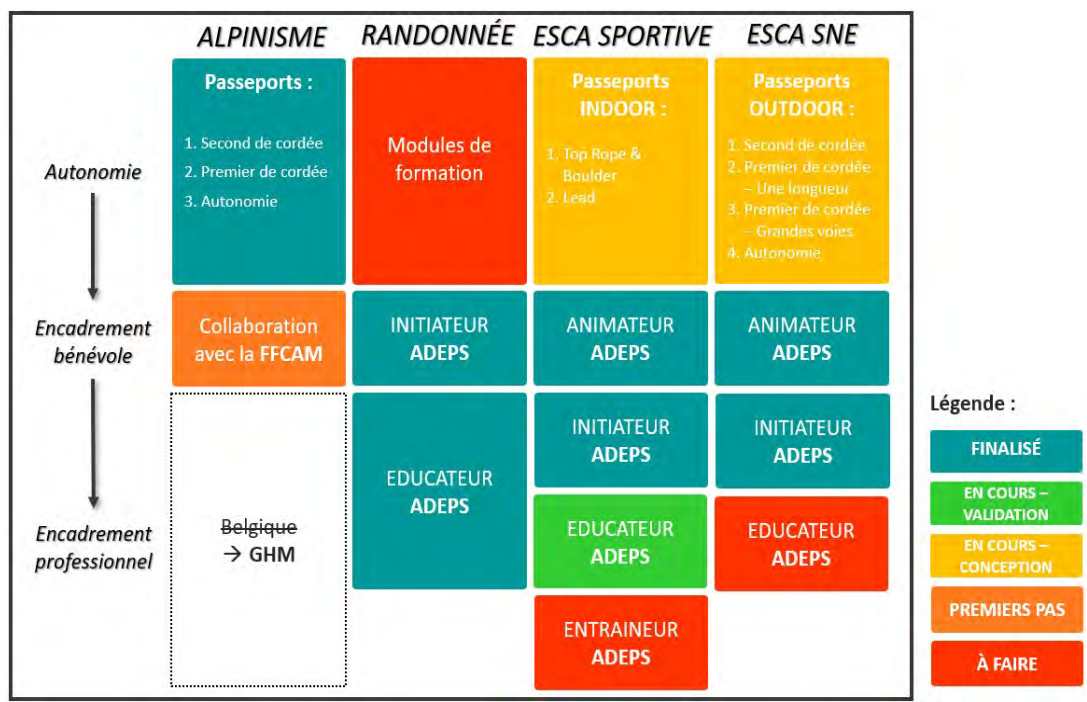 ALPINISME
RANDONNÉE
ESCA SPORTIVE
ESCA SNE
Autonomie
Passeports :
1. Second de cordée
2. Premier de cordée
3. Autonomie
Modules de
formation
Passeports
INDOOR :
1. Top Rope &
Boulder
2. Lead
Passeports
OUTDOOR :
1. Second de cordée
2. Premier de cordée
– Une longueur
3. Premier de cordée
– Grandes voies
4. Autonomie
Encadrement
bénévole
Collaboration
avec la FFCAM
INITIATEUR
ADEPS
ANIMATEUR
ADEPS
ANIMATEUR
ADEPS
Encadrement
professionnel
Belgique
→ GHM
EDUCATEUR
ADEPS
INITIATEUR
ADEPS
EDUCATEUR
ADEPS
ENTRAINEUR
ADEPS
INITIATEUR
ADEPS
EDUCATEUR
ADEPS
Légende :
FINALISÉ
EN COURS –
VALIDATION
EN COURS –
CONCEPTION
PREMIERS PAS
À FAIRE